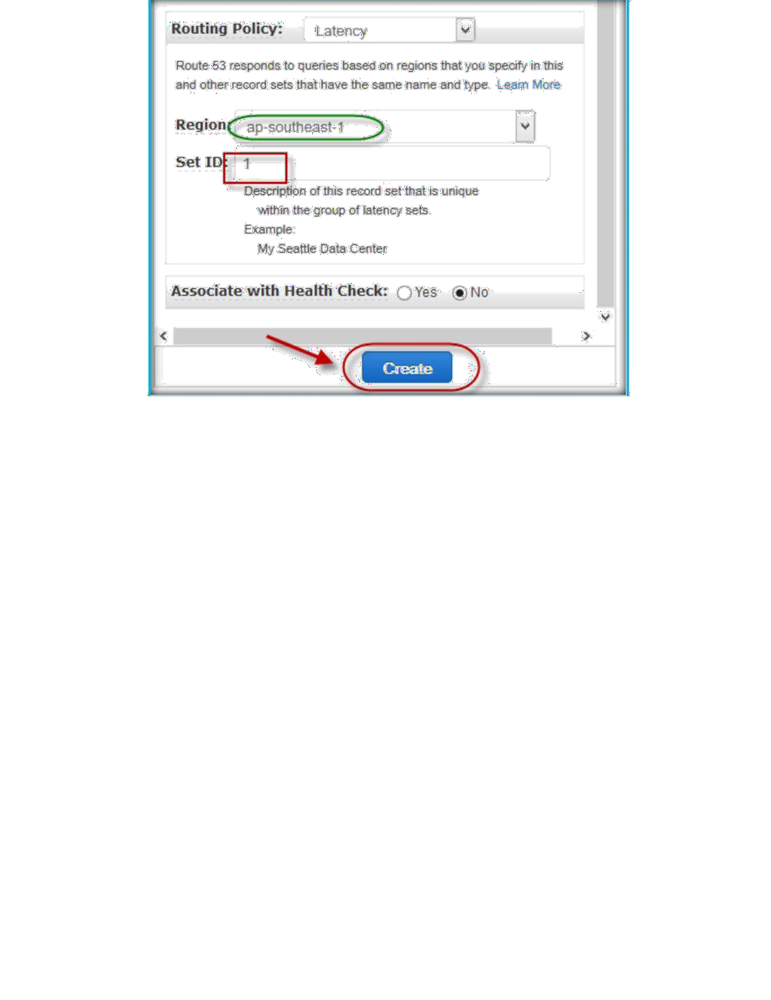 Routing Policy: Latency
Route 53 responds to queries based on regions that you specify in this
and other record sets that have the same name and type. Learn More
Region: ap-southeast-1
Set ID: 1
Description of this record set that is unique
within the group of latency sets.
Example:
My Seattle Data Center
Associate with Health Check: Yes No
Create